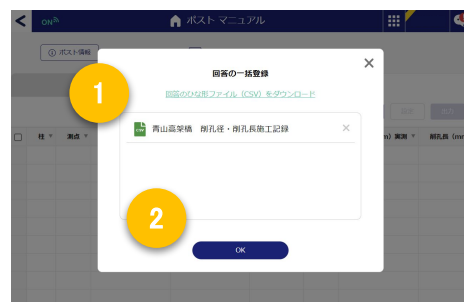 ON
ポスト マニュアル
ポスト情報
回答の一括登録
1
回答のひな形ファイル（CSV）をダウンロード
csv 青山高架橋　削孔径・削孔長施工記録
柱 測点
m) 実測 削孔長 (mm
2
OK